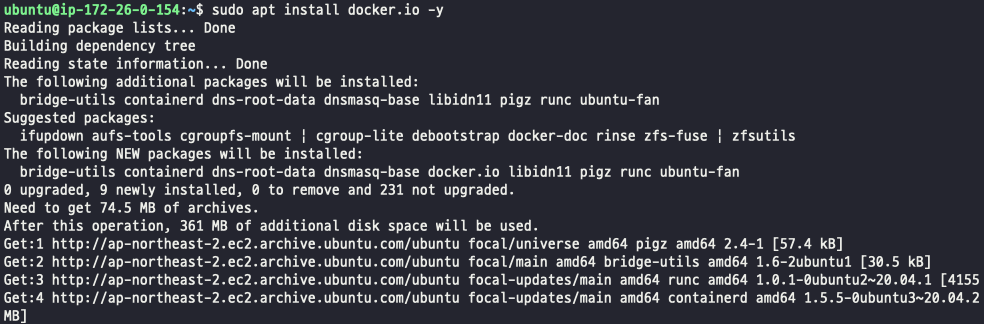 ubuntu@ip-172-26-0-154:~$ sudo apt install docker.io -y
Reading package lists... Done
Building dependency tree
Reading state information... Done
The following additional packages will be installed:
  bridge-utils containerd dns-root-data dnsmasq-base libidn11 pigz runc ubuntu-fan
Suggested packages:
  ifupdown aufs-tools cgroupfs-mount | cgroup-lite debootstrap docker-doc rinse zfs-fuse | zfsutils
The following NEW packages will be installed:
  bridge-utils containerd dns-root-data dnsmasq-base docker.io libidn11 pigz runc ubuntu-fan
0 upgraded, 9 newly installed, 0 to remove and 231 not upgraded.
Need to get 74.5 MB of archives.
After this operation, 361 MB of additional disk space will be used.
Get:1 http://ap-northeast-2.ec2.archive.ubuntu.com/ubuntu focal/universe amd64 pigz amd64 2.4-1 [57.4 kB]
Get:2 http://ap-northeast-2.ec2.archive.ubuntu.com/ubuntu focal/main amd64 bridge-utils amd64 1.6-2ubuntu1 [30.5 kB]
Get:3 http://ap-northeast-2.ec2.archive.ubuntu.com/ubuntu focal-updates/main amd64 runc amd64 1.0.1-0ubuntu2~20.04.1 [4155
Get:4 http://ap-northeast-2.ec2.archive.ubuntu.com/ubuntu focal-updates/main amd64 containerd amd64 1.5.5-0ubuntu3~20.04.2
MB]